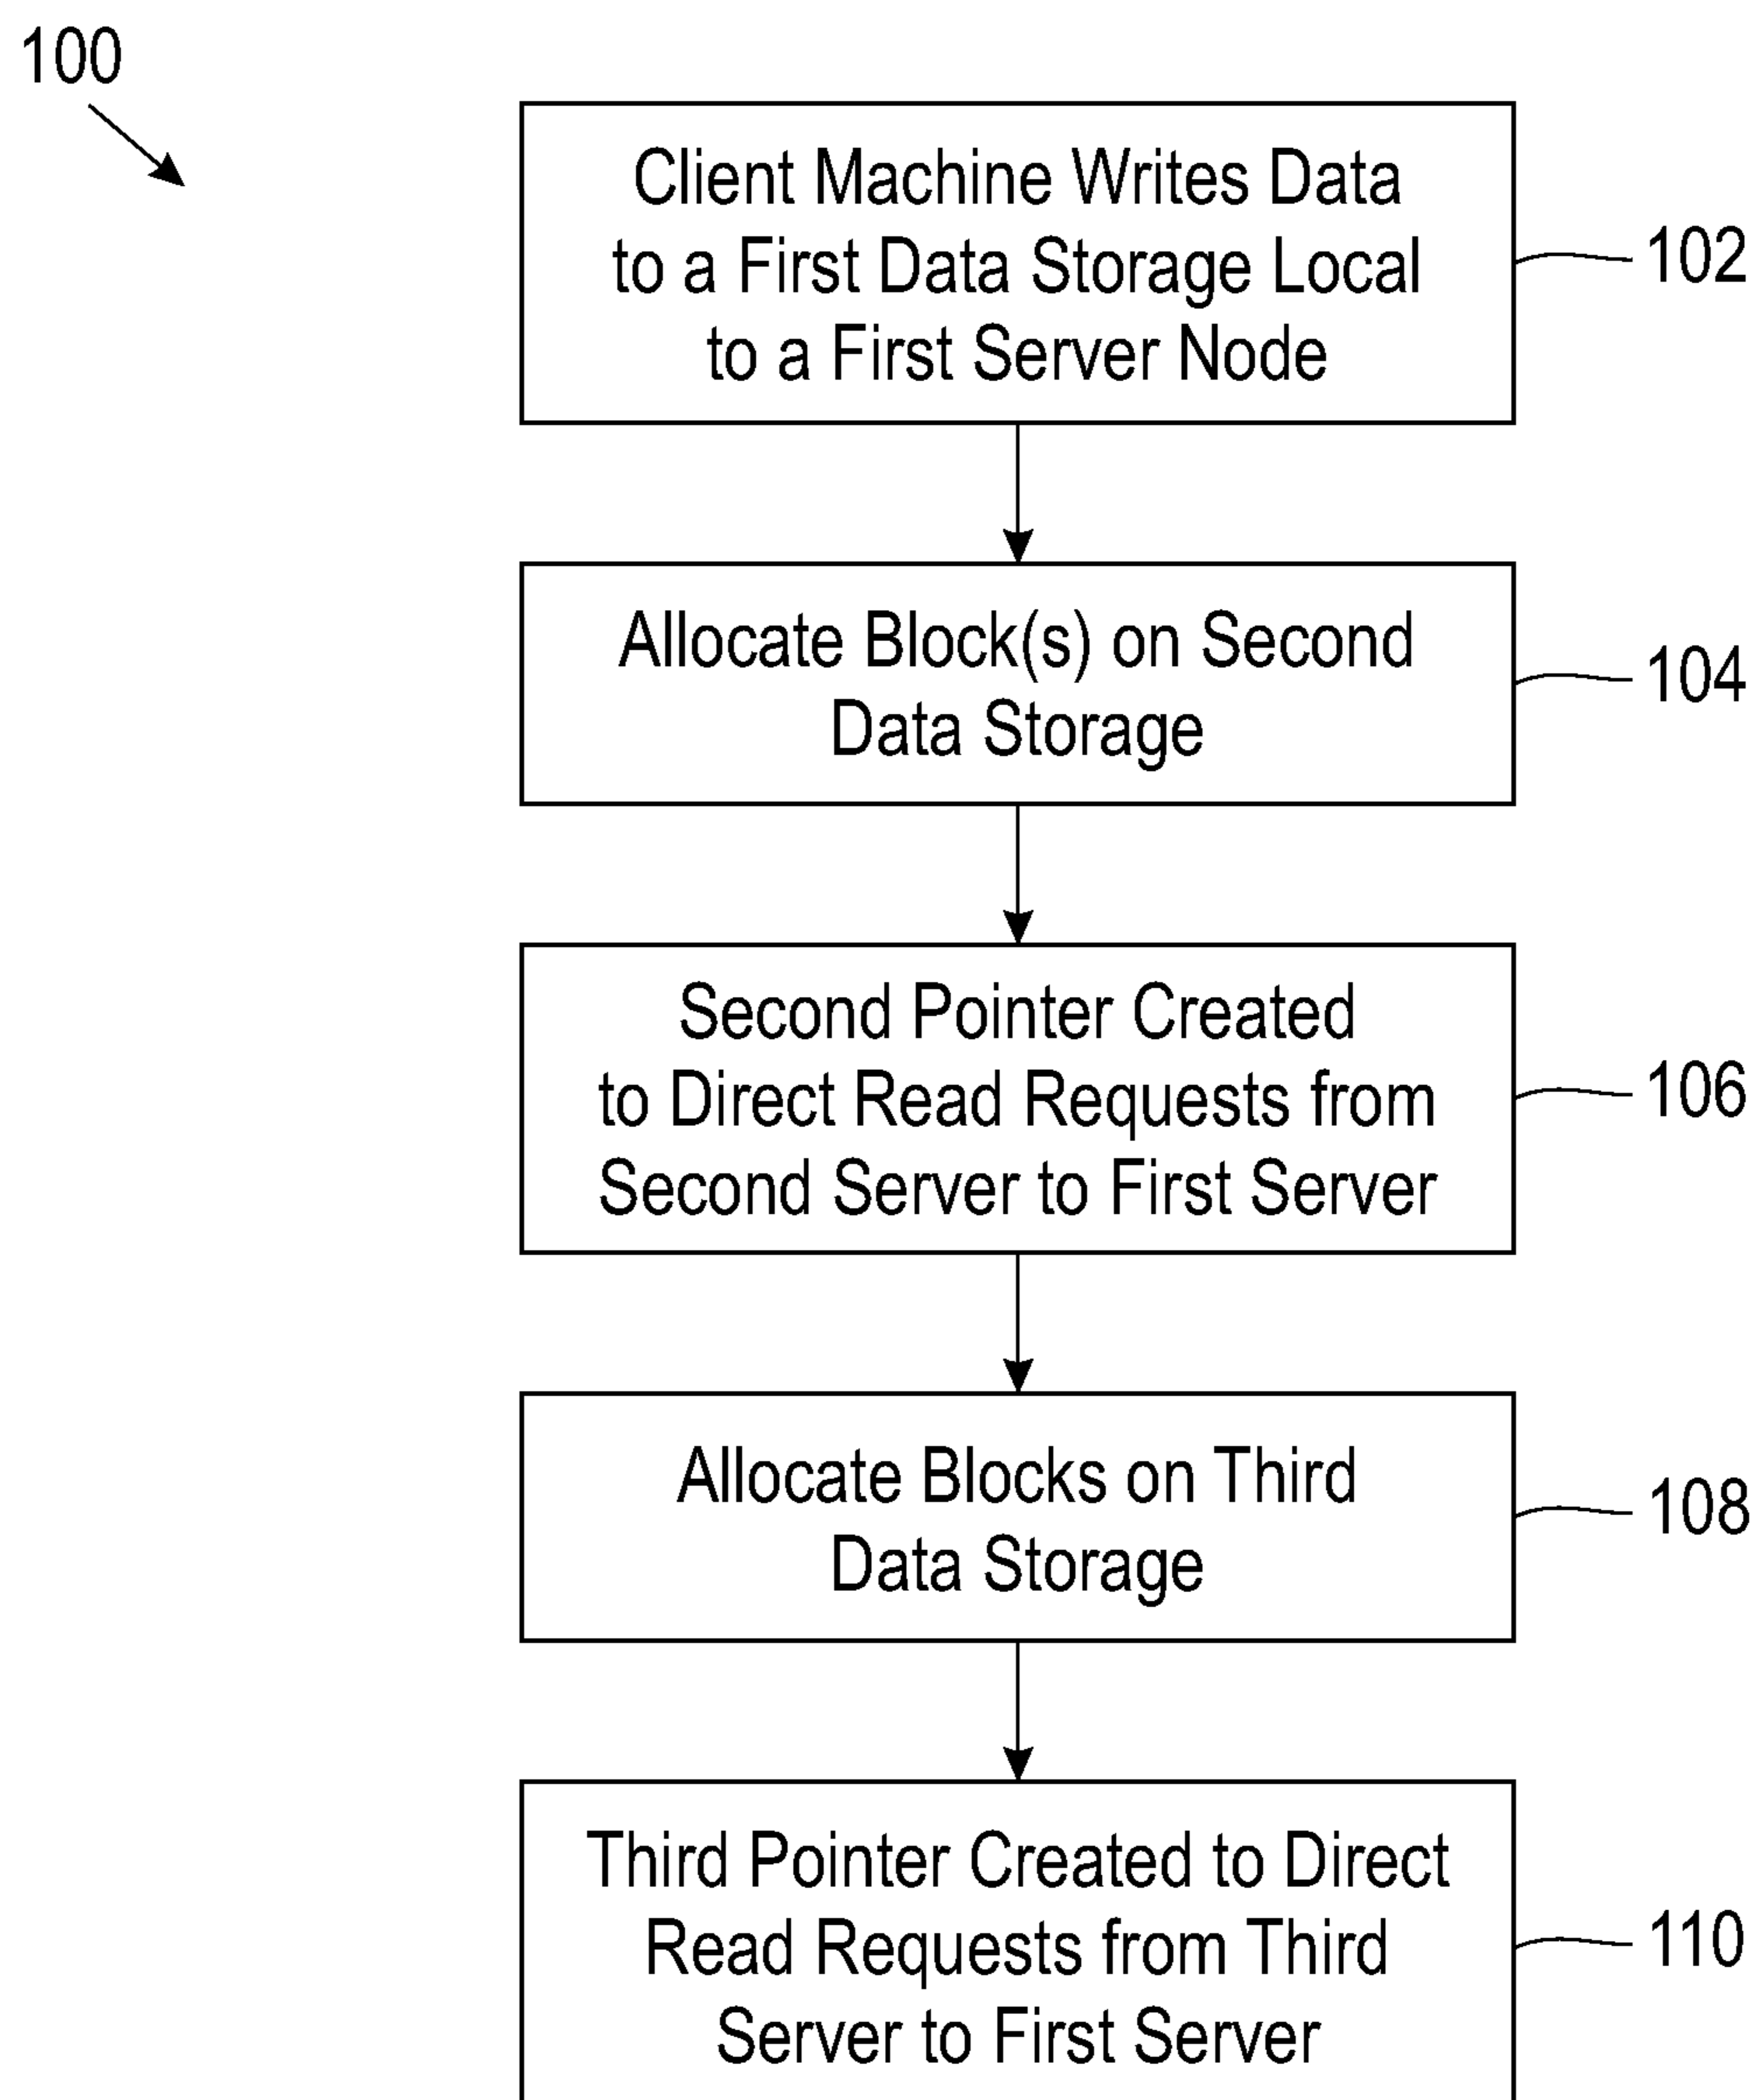 100
Client Machine Writes Data
to a First Data Storage Local
to a First Server Node
102
Allocate Block(s) on Second
Data Storage
104
Second Pointer Created
to Direct Read Requests from
Second Server to First Server
106
Allocate Blocks on Third
Data Storage
108
Third Pointer Created to Direct
Read Requests from Third
Server to First Server
110